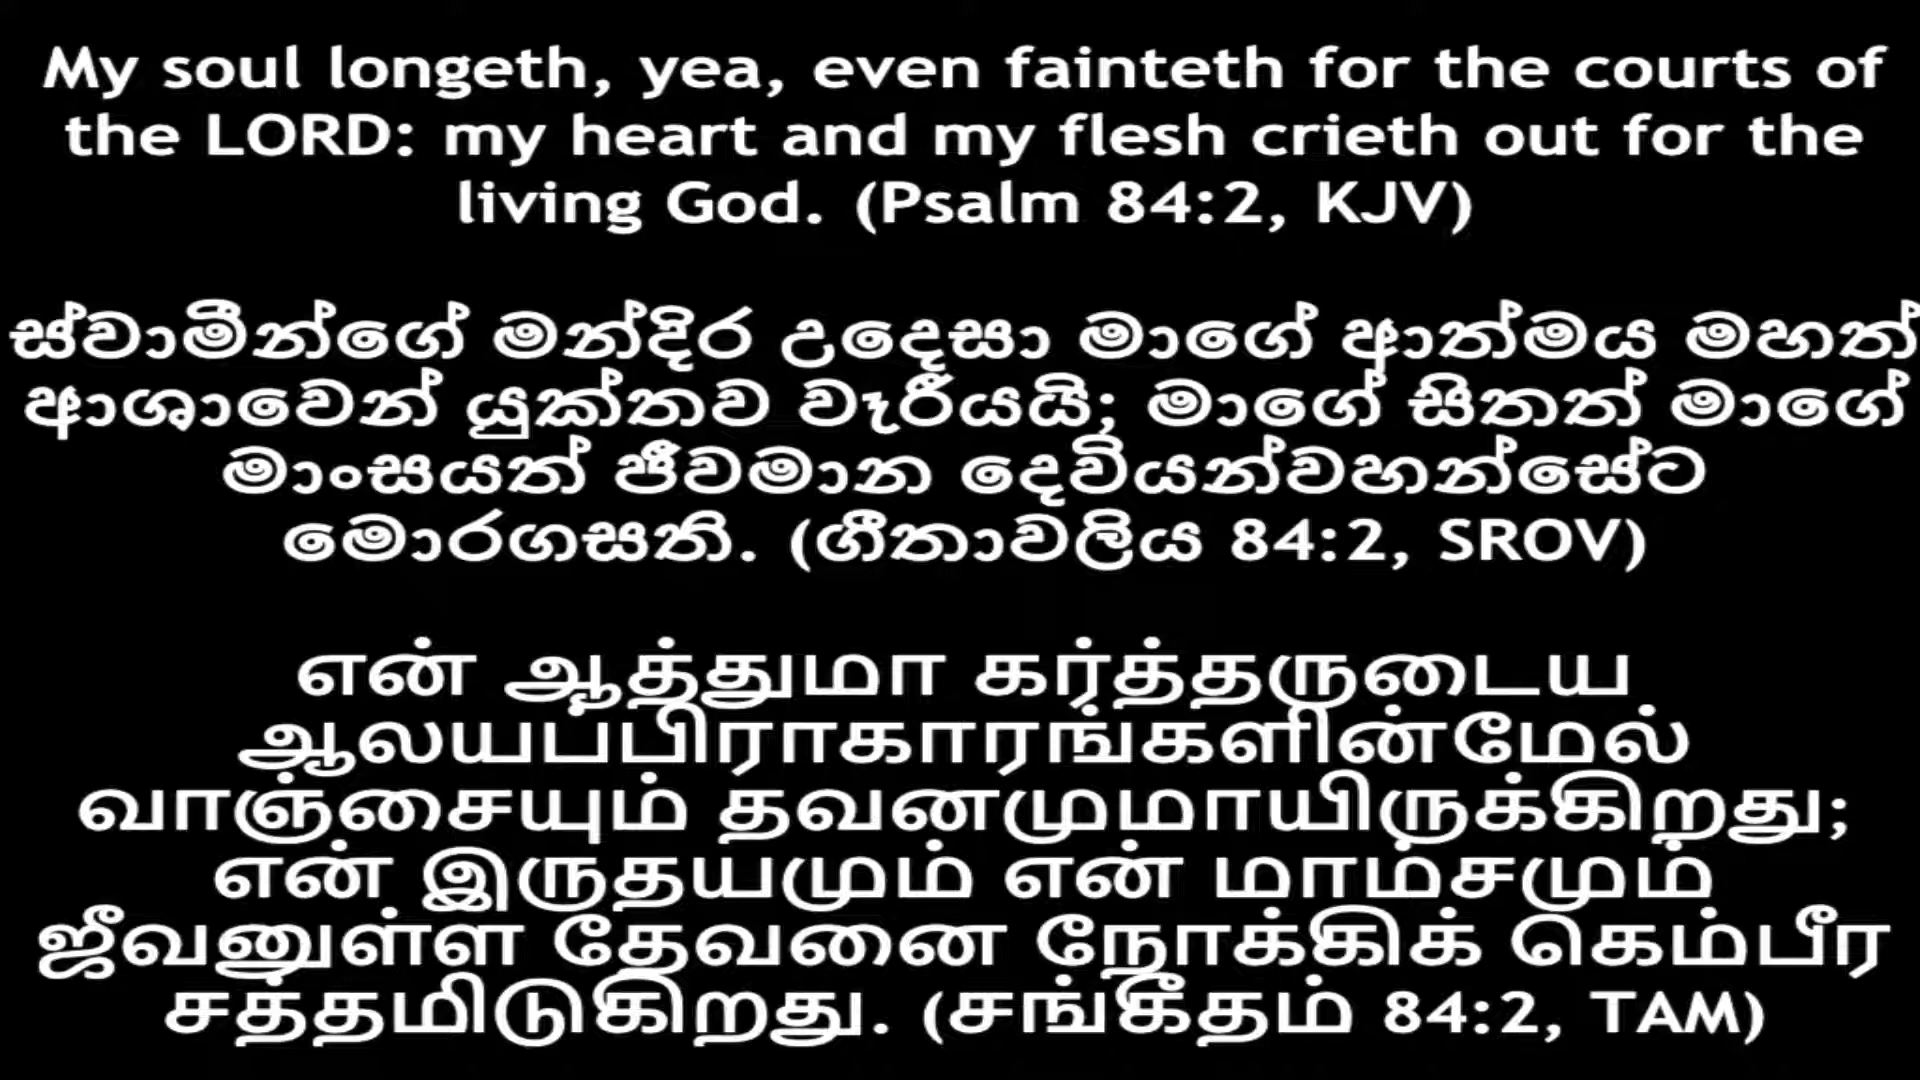 My soul longeth, yea, even fainteth for the courts of
the LORD: my heart and my flesh crieth out for the
living God. (Psalm 84:2, KJV)
ස්වාමීන්ගේ මන්දිර උදෙසා මාගේ ආත්මය මහත්
ආශාවෙන් යුක්තව වෑරීයයි; මාගේ සිතත් මාගේ
මාංසයත් ජීවමාන දෙවියන්වහන්සේට
මොරගසති. (ගීතාවලිය 84:2, SROV)
என் ஆத்துமா கர்த்தருடைய
ஆலயப்பிராகாரங்களின்மேல்
வாஞ்சையும் தவனமுமாயிருக்கிறது;
என் இருதயமும் என் மாம்சமும்
ஜீவனுள்ள தேவனை நோக்கிக் கெம்பீர
சத்தமிடுகிறது. (சங்கீதம் 84:2, TAM)